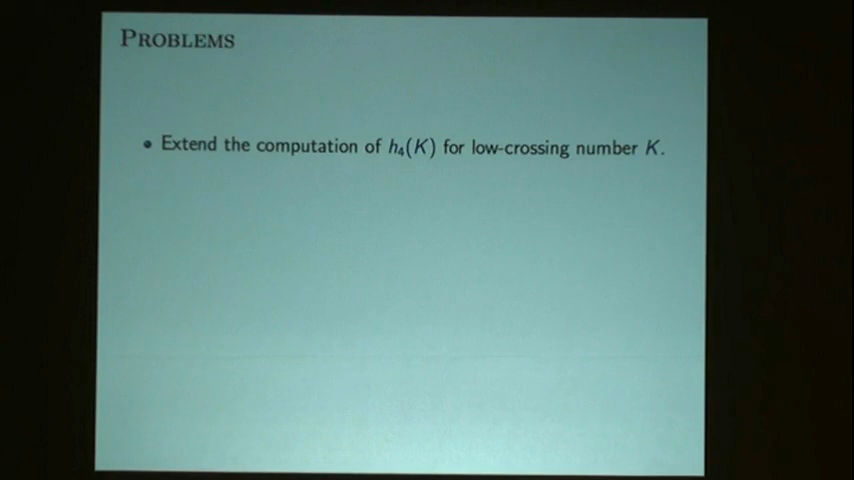 PROBLEMS
• Extend the computation of h₄(K) for low-crossing number K.